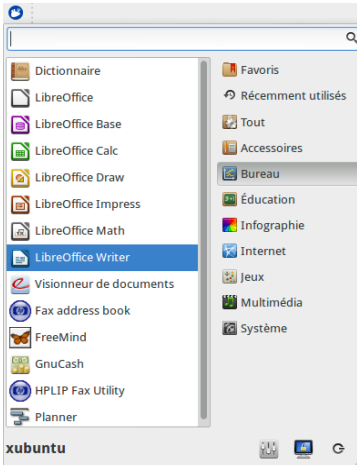 Dictionnaire
LibreOffice
LibreOffice Base
LibreOffice Calc
LibreOffice Draw
LibreOffice Impress
LibreOffice Math
LibreOffice Writer
Visionneur de documents
Fax address book
FreeMind
GnuCash
HPLIP Fax Utility
Planner
Favoris
Récemment utilisés
Tout
Accessoires
Bureau
Éducation
Infographie
Internet
Jeux
Multimédia
Système
xubuntu